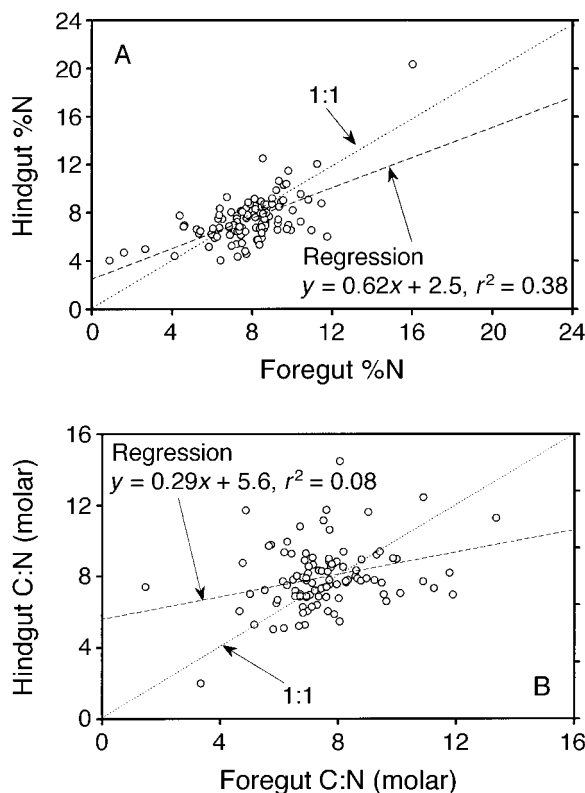 24
20
16
12
8
4
0
Hindgut %N
A
1:1
Regression
y = 0.62x + 2.5, r² = 0.38
0 4 8 12 16 20 24
Foregut %N
16
12
8
4
0
Hindgut C:N (molar)
Regression
y = 0.29x + 5.6, r² = 0.08
1:1
B
0 4 8 12 16
Foregut C:N (molar)